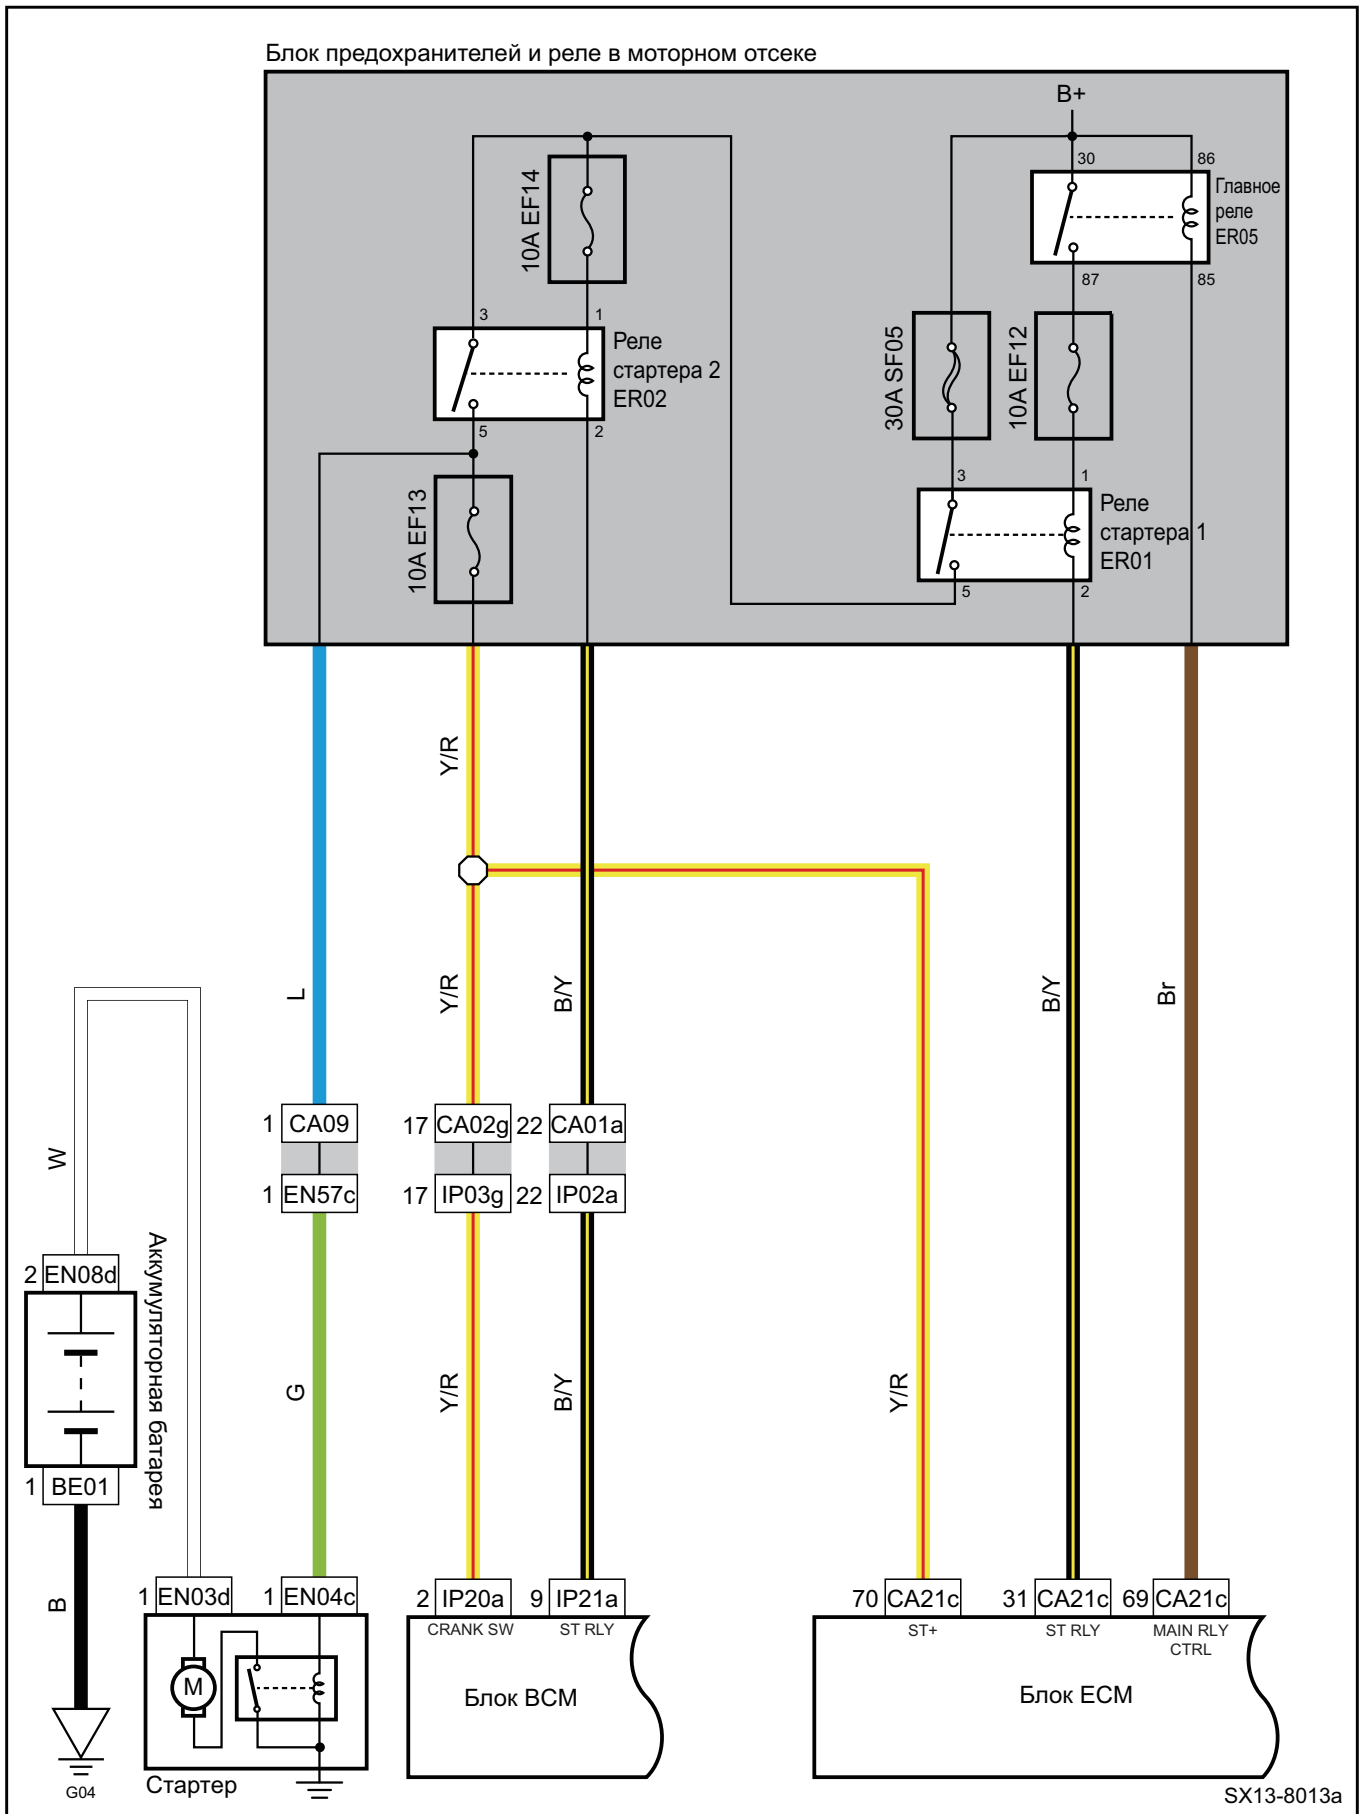 Блок предохранителей и реле в моторном отсеке
B+
30
86
Главное
реле
ER05
87
85
10A EF14
3
1
Реле
стартера 2
ER02
5
2
10A EF13
30A SF05
10A EF12
3
1
Реле
стартера 1
ER01
5
2
Y/R
L
Y/R
B/Y
B/Y
Br
W
1 CA09
17 CA02g
22 CA01a
1 EN57c
17 IP03g
22 IP02a
2 EN08d
Аккумуляторная батарея
1 BE01
B
G04
G
Y/R
B/Y
Y/R
1 EN03d
1 EN04c
M
Стартер
2 IP20a
CRANK SW
9 IP21a
ST RLY
Блок BCM
70 CA21c
ST+
31 CA21c
ST RLY
69 CA21c
MAIN RLY
CTRL
Блок ECM
SX13-8013a